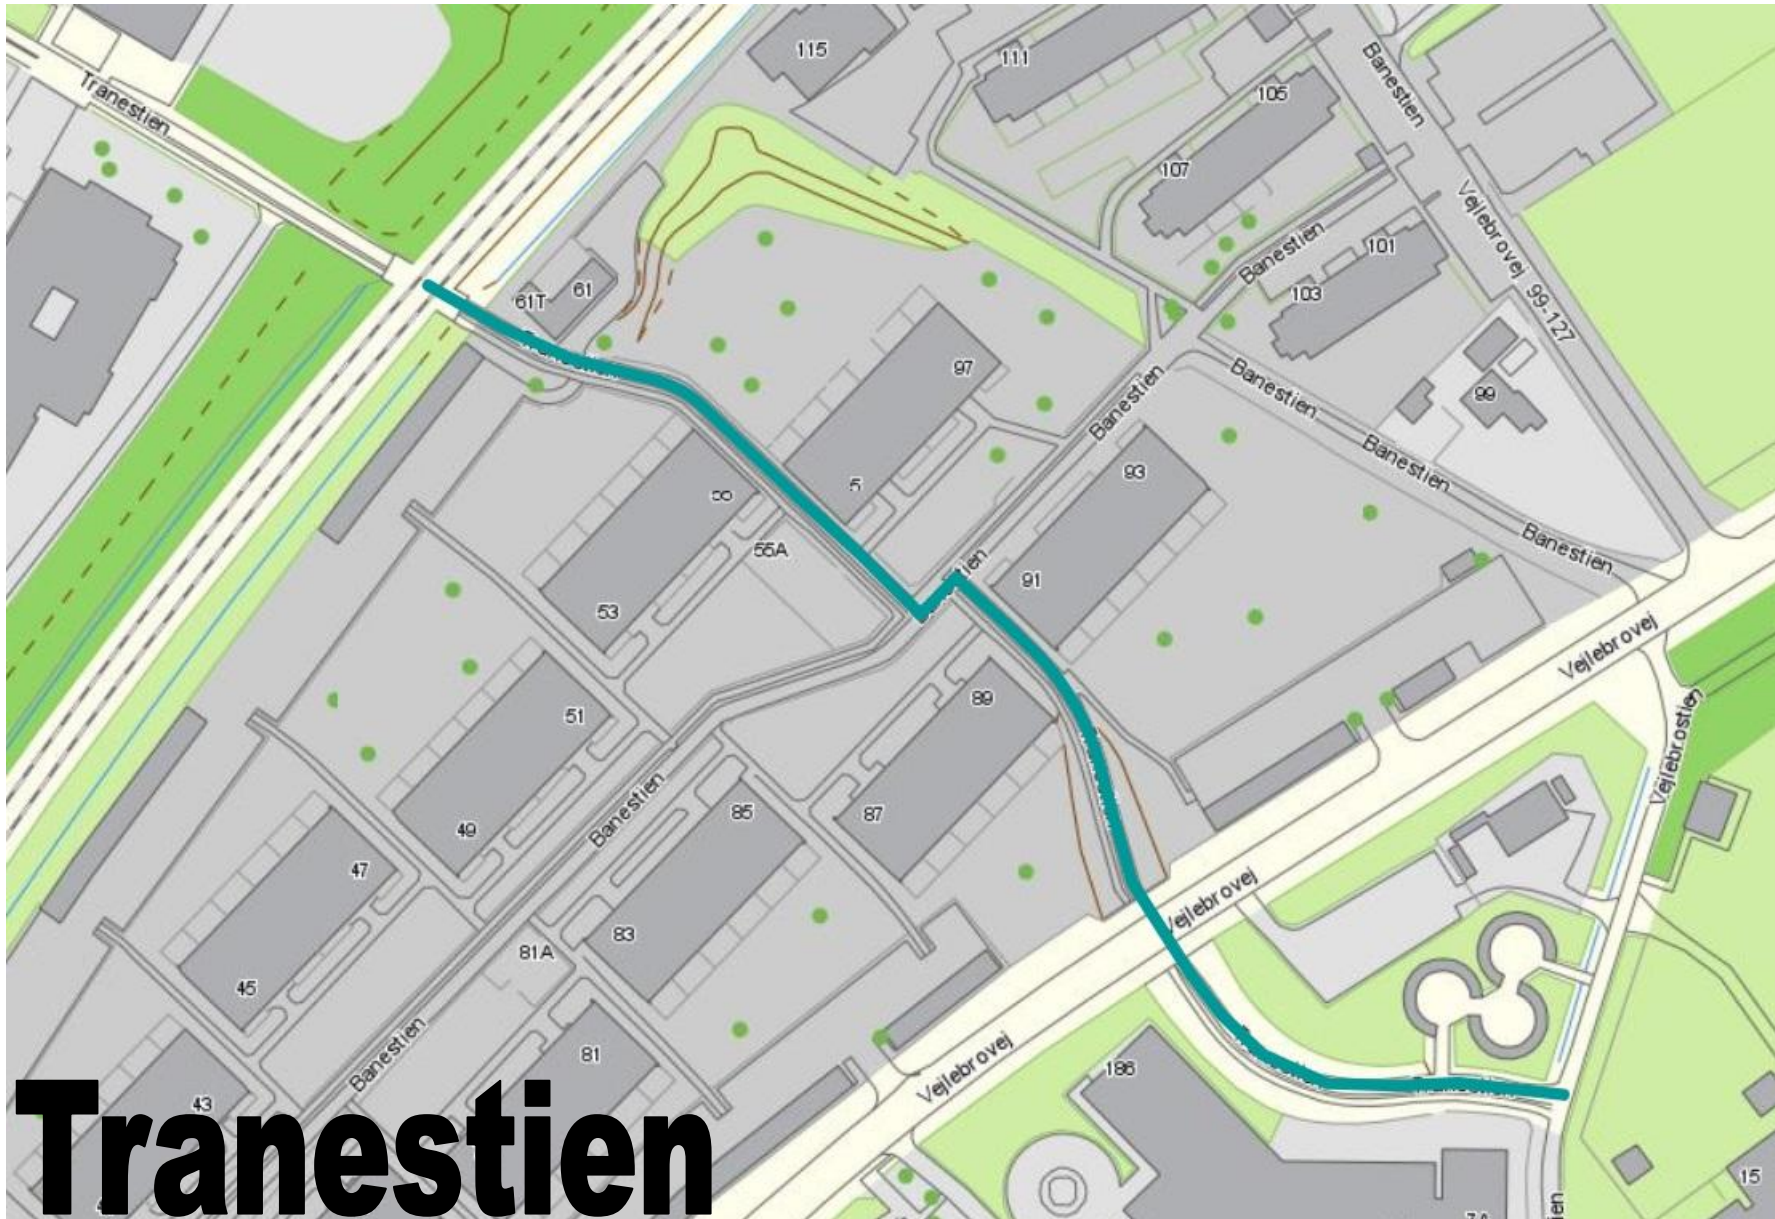 115
111
Banestien
Tranestien
105
107
Vejlebrovej 99-127
61T
61
Banestien
101
103
97
Banestien
Banestien
99
Banestien
93
5
55A
Banestien
91
53
Vejlebrovej
89
51
Vejlebrostien
85
87
49
Banestien
47
Vejlebrovej
83
81A
45
Banestien
81
Vejlebrovej
186
43
Tranestien
15